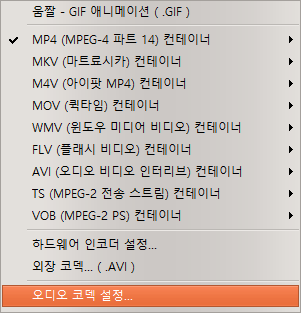 움짤 - GIF 애니메이션 ( .GIF )
MP4 (MPEG-4 파트 14) 컨테이너
MKV (마트료시카) 컨테이너
M4V (아이팟 MP4) 컨테이너
MOV (퀵타임) 컨테이너
WMV (윈도우 미디어 비디오) 컨테이너
FLV (플래시 비디오) 컨테이너
AVI (오디오 비디오 인터리브) 컨테이너
TS (MPEG-2 전송 스트림) 컨테이너
VOB (MPEG-2 PS) 컨테이너
하드웨어 인코더 설정...
외장 코덱... ( .AVI )
오디오 코덱 설정...